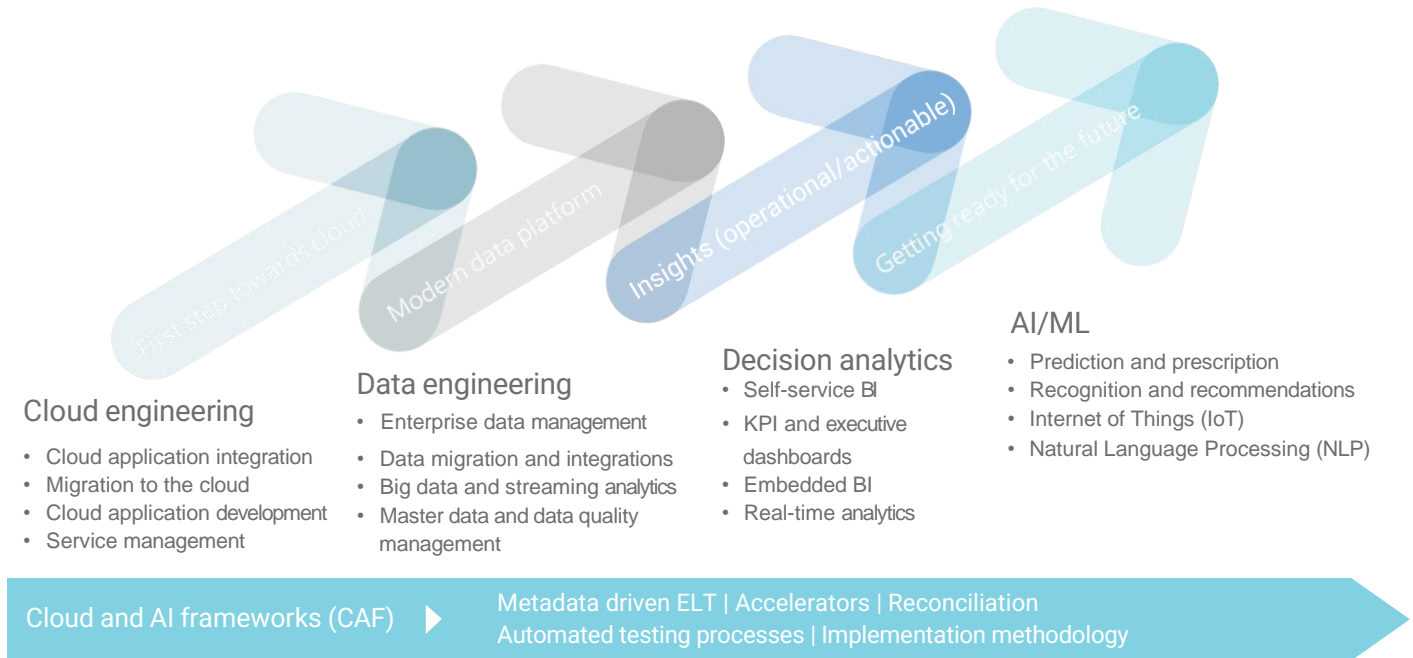 First step towards cloud
Modern data platform
Insights (operational/actionable)
Getting ready for the future
Cloud engineering
• Cloud application integration
• Migration to the cloud
• Cloud application development
• Service management
Data engineering
• Enterprise data management
• Data migration and integrations
• Big data and streaming analytics
• Master data and data quality
management
Decision analytics
• Self-service BI
• KPI and executive
dashboards
• Embedded BI
• Real-time analytics
AI/ML
• Prediction and prescription
• Recognition and recommendations
• Internet of Things (IoT)
• Natural Language Processing (NLP)
Cloud and AI frameworks (CAF)
Metadata driven ELT | Accelerators | Reconciliation
Automated testing processes | Implementation methodology